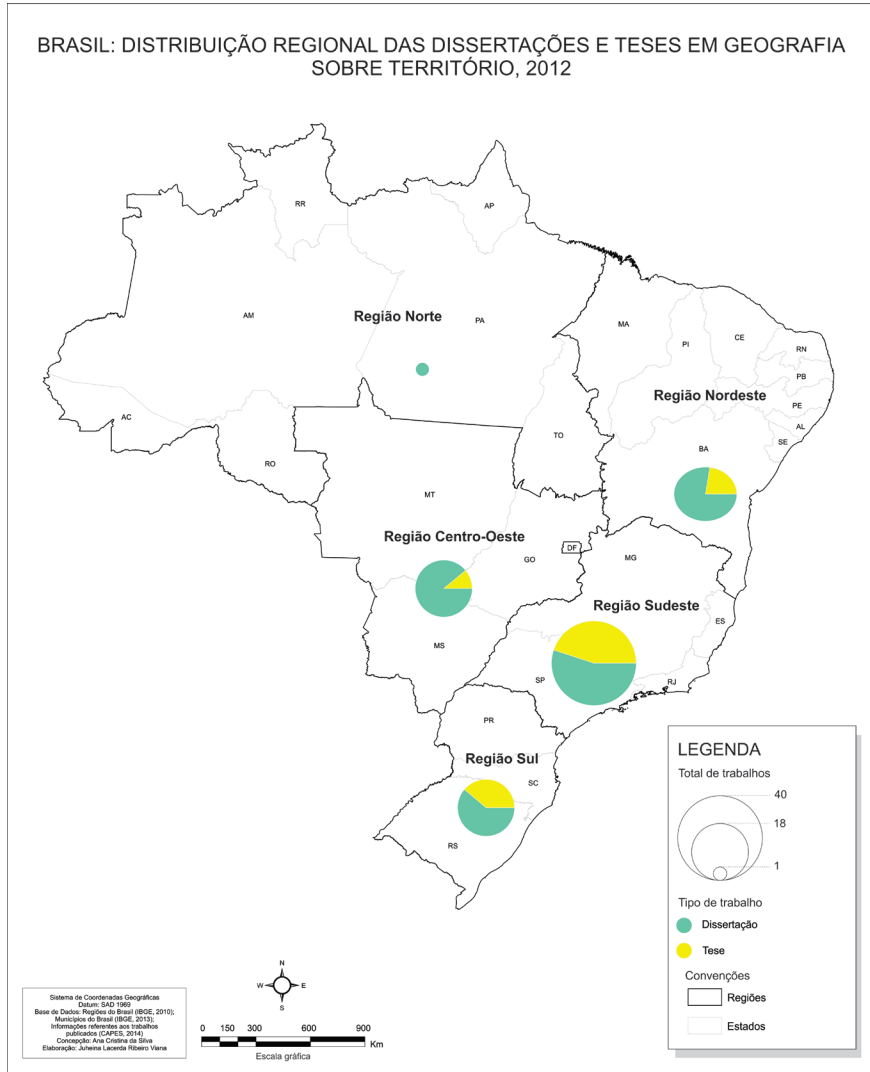 BRASIL: DISTRIBUIÇÃO REGIONAL DAS DISSERTAÇÕES E TESES EM GEOGRAFIA
SOBRE TERRITÓRIO, 2012
RR
AP
AM
Região Norte
PA
MA
PI
CE
RN
PB
Região Nordeste
PE
AL
SE
AC
BA
TO
RO
MT
Região Centro-Oeste
GO
DF
MG
Região Sudeste
ES
MS
SP
RJ
PR
Região Sul
SC
RS
LEGENDA
Total de trabalhos
40
18
1
Tipo de trabalho
Dissertação
Tese
Convenções
Regiões
Estados
N
W
E
S
Sistema de Coordenadas Geográficas
Datum: SAD 1969
Base de Dados: Regiões do Brasil (IBGE, 2010);
Municípios do Brasil (IBGE, 2013);
Informações referentes aos trabalhos
publicados (CAPES, 2014)
Concepção: Ana Cristina da Silva
Elaboração: Juheina Lacerda Ribeiro Viana
0 150 300 600 900
Km
Escala gráfica